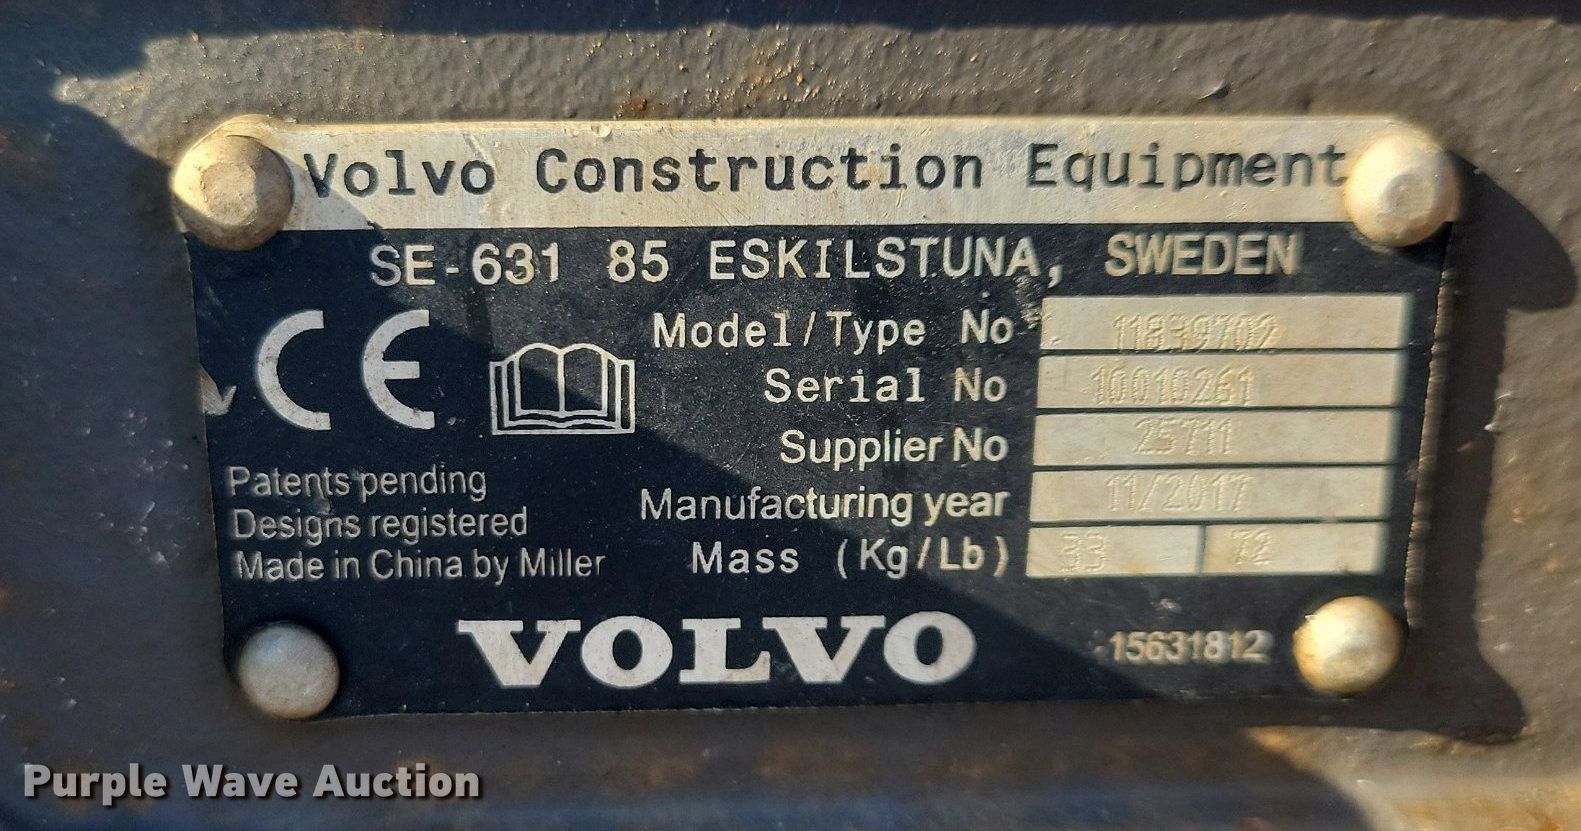 Volvo Construction Equipment
SE-631 85 ESKILSTUNA, SWEDEN
CE
Model/Type No 11839702
Serial No 10010261
Supplier No 25711
Manufacturing year 11/2017
Mass (Kg/Lb) 33 72
Patents pending
Designs registered
Made in China by Miller
VOLVO
15631812
Purple Wave Auction